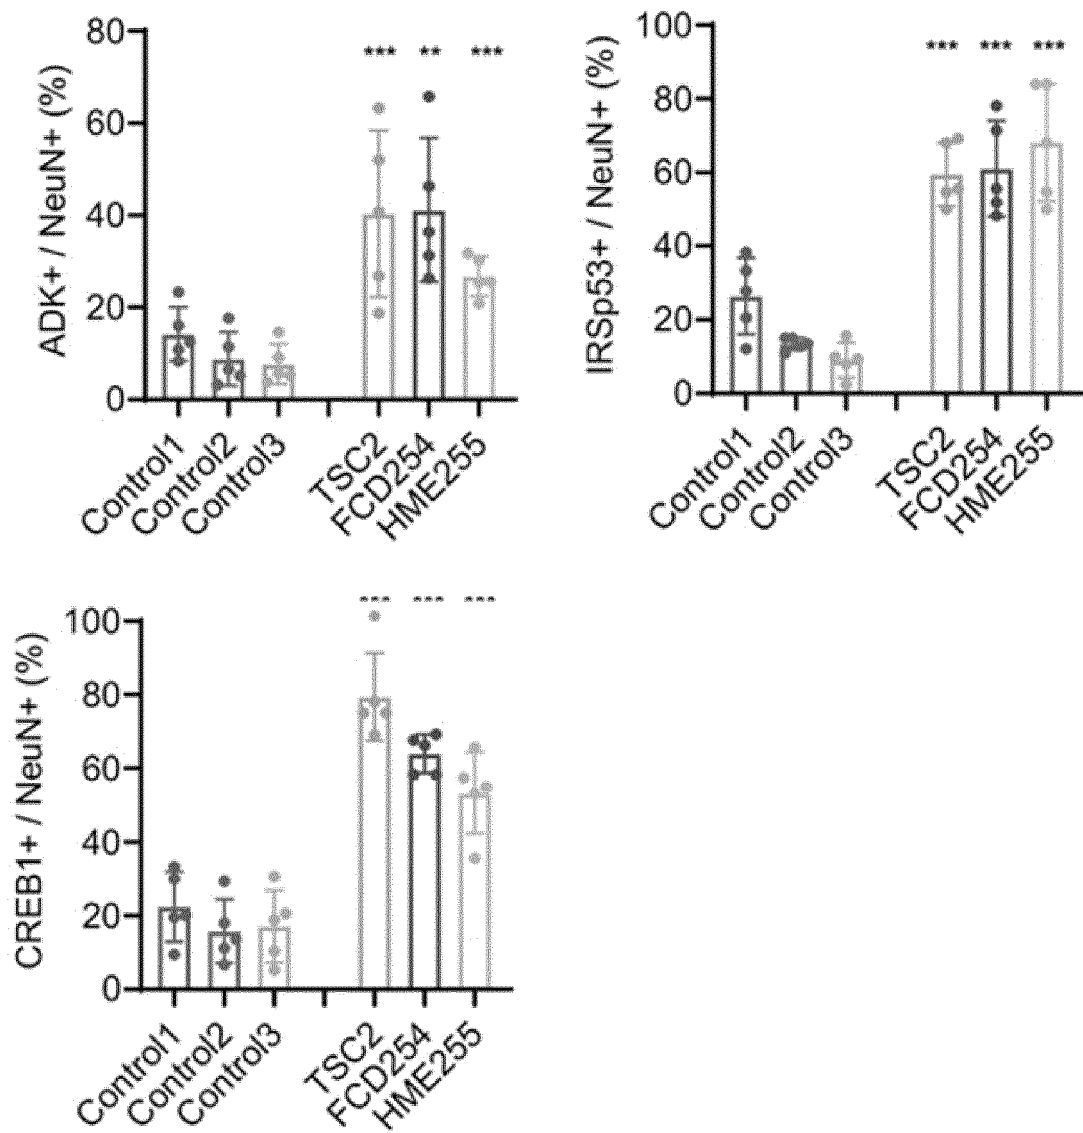 ADK+ / NeuN+ (%)
80
60
40
20
0
*** ** ***
Control1
Control2
Control3
TSC2
FCD254
HME255
IRSp53+ / NeuN+ (%)
100
80
60
40
20
0
*** *** ***
Control1
Control2
Control3
TSC2
FCD254
HME255
CREB1+ / NeuN+ (%)
100
80
60
40
20
0
Control1
Control2
Control3
TSC2
FCD254
HME255